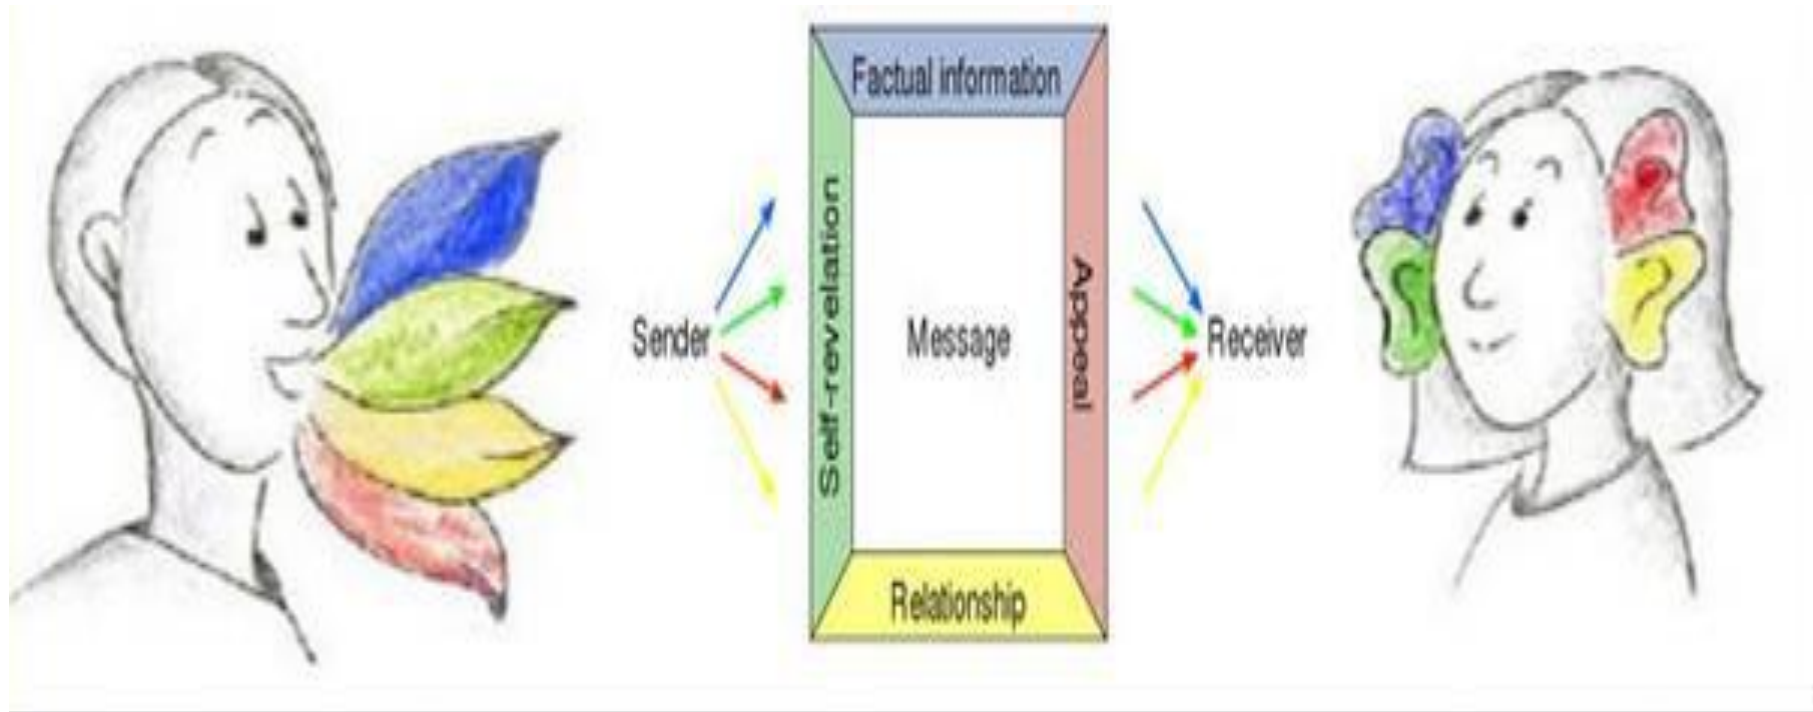 Factual information
Sender
Self-revelation
Message
Appeal
Receiver
Relationship